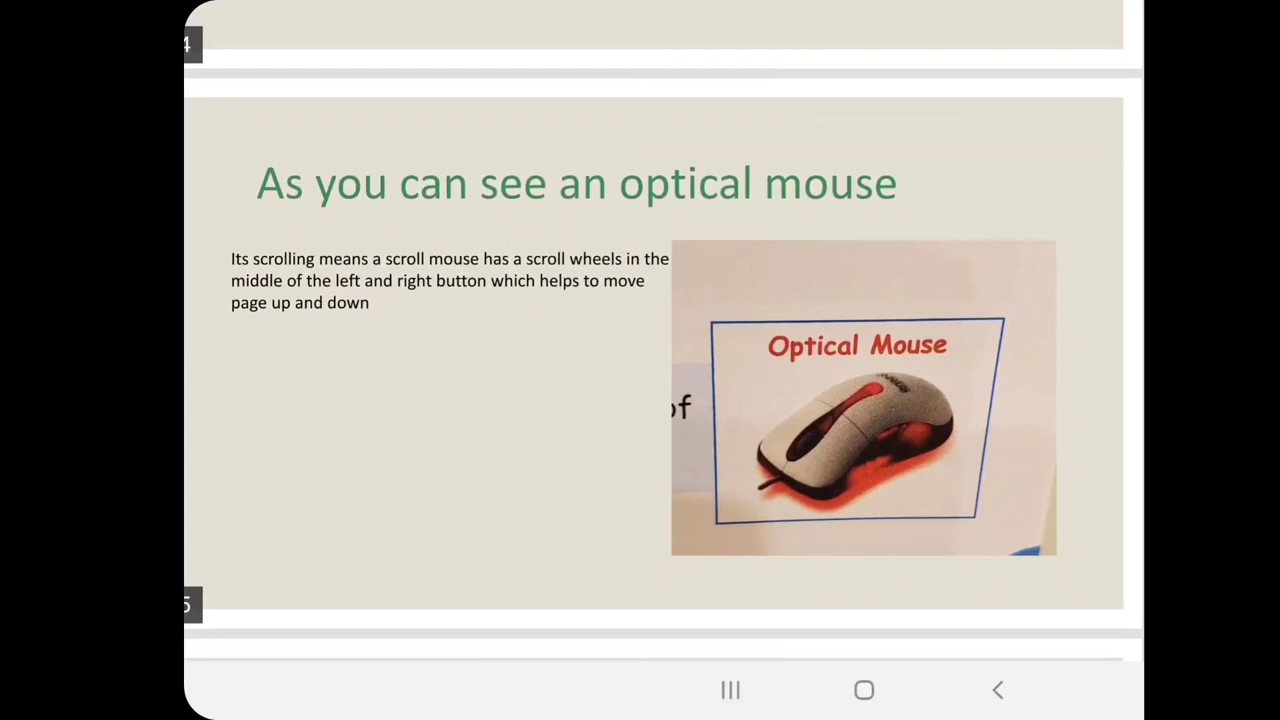 4
As you can see an optical mouse
Its scrolling means a scroll mouse has a scroll wheels in the
middle of the left and right button which helps to move
page up and down
Optical Mouse
of
5